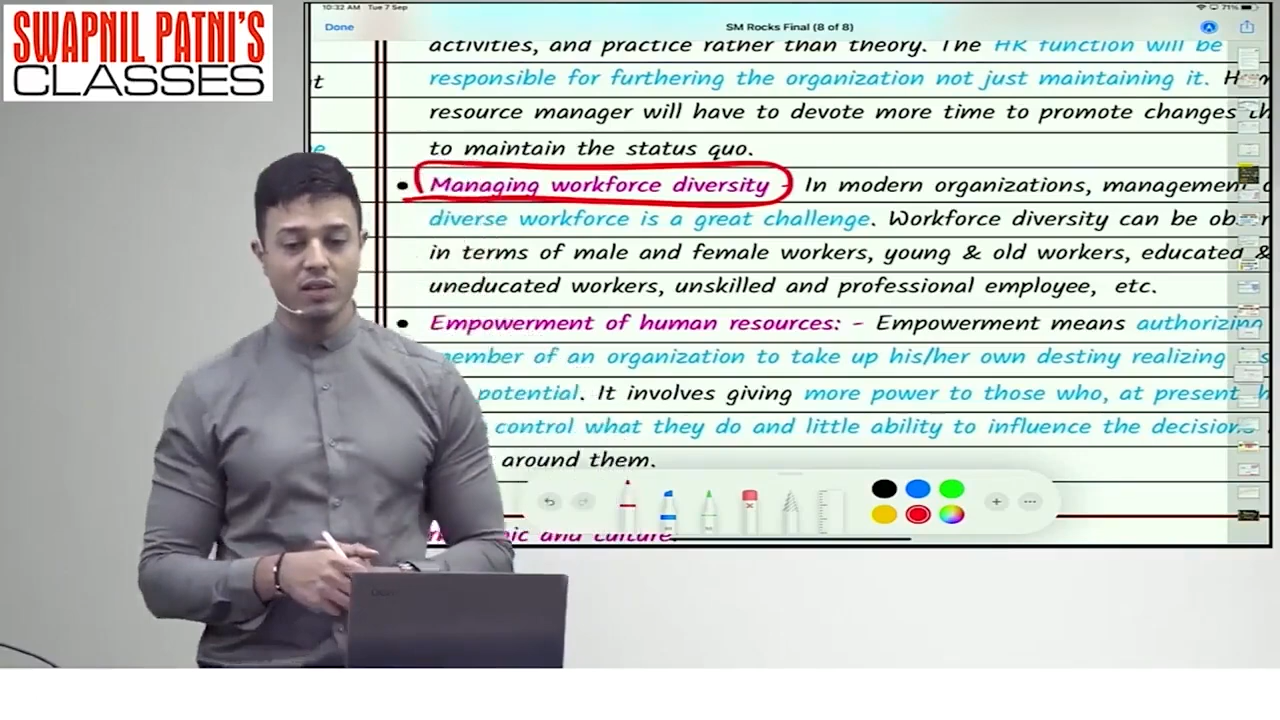 SWAPNIL PATNI'S
CLASSES
10:32 AM Tue 7 Sep
71%
Done
SM Rocks Final (8 of 8)
activities, and practice rather than theory. The HR function will be
responsible for furthering the organization not just maintaining it.
resource manager will have to devote more time to promote changes
to maintain the status quo.
• Managing workforce diversity - In modern organizations, management
diverse workforce is a great challenge. Workforce diversity can be
in terms of male and female workers, young & old workers, educated &
uneducated workers, unskilled and professional employee, etc.
• Empowerment of human resources: - Empowerment means authorizing
member of an organization to take up his/her own destiny realizing
potential. It involves giving more power to those who, at present
control what they do and little ability to influence the decisions
around them.
and culture: